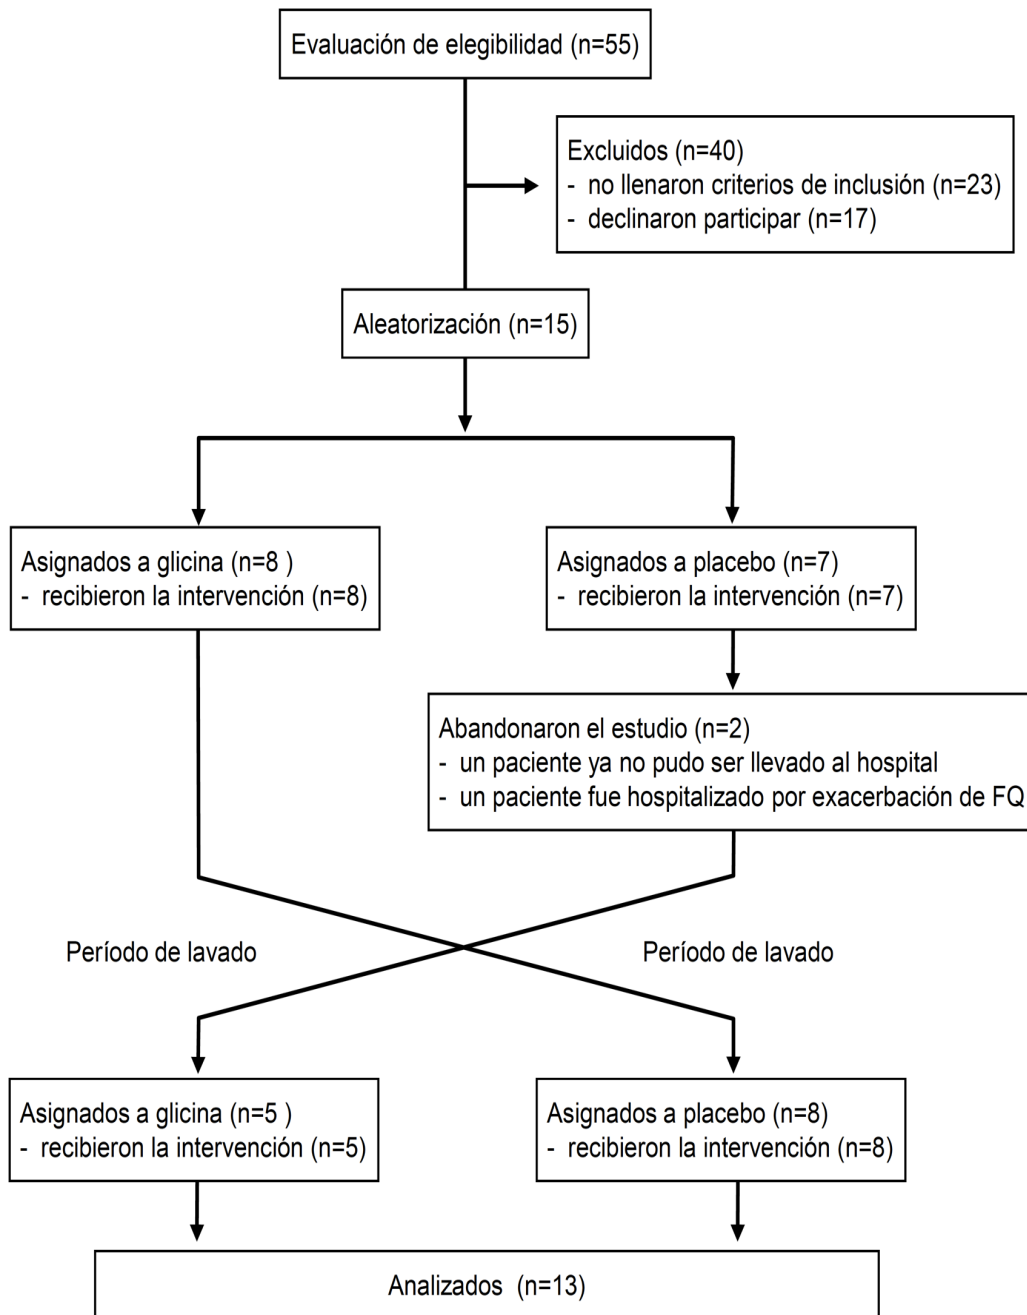 Evaluación de elegibilidad (n=55)
Excluidos (n=40)
- no llenaron criterios de inclusión (n=23)
- declinaron participar (n=17)
Aleatorización (n=15)
Asignados a glicina (n=8 )
- recibieron la intervención (n=8)
Asignados a placebo (n=7)
- recibieron la intervención (n=7)
Abandonaron el estudio (n=2)
- un paciente ya no pudo ser llevado al hospital
- un paciente fue hospitalizado por exacerbación de FQ
Período de lavado
Período de lavado
Asignados a glicina (n=5 )
- recibieron la intervención (n=5)
Asignados a placebo (n=8)
- recibieron la intervención (n=8)
Analizados (n=13)